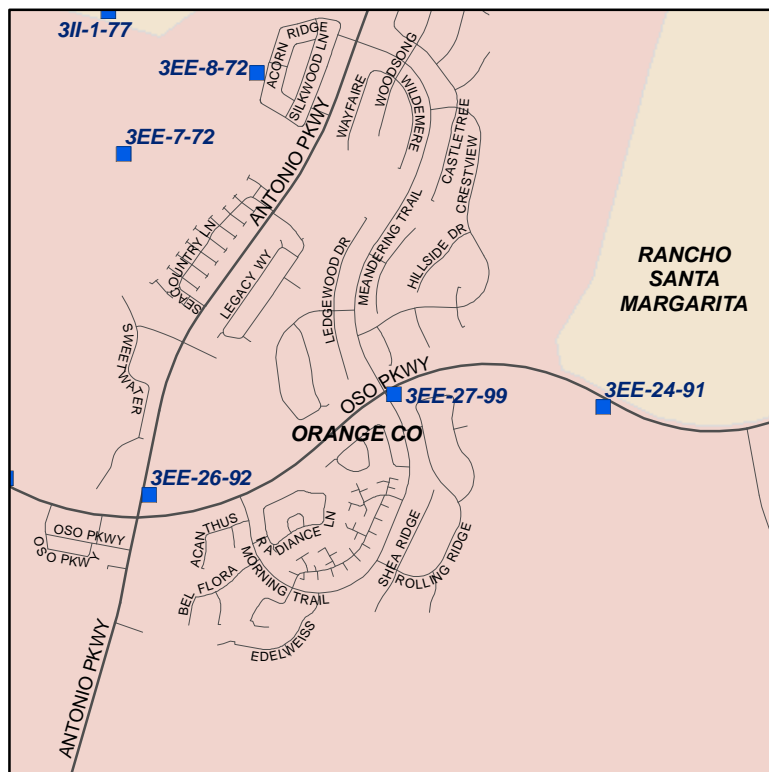 3II-1-77
3EE-8-72
ACORN
RIDGE
SILKWOOD LN
3EE-7-72
ANTONIO PKWY
WAYFAIRE
WOODSONG
WILDEMERE
CASTLETREE
CRESTVIEW
SEACOUNTRY LN
LEGACY WY
LEDGEWOOD DR
MEANDERING TRAIL
HILLSIDE DR
RANCHO
SANTA
MARGARITA
SWEETWATER
OSO PKWY
3EE-27-99
3EE-24-91
ORANGE CO
3EE-26-92
OSO PKWY
OSO PKWY
ACANTHUS
RADIANCE LN
BEL FLORA
MORNING TRAIL
SHEA RIDGE
ROLLING RIDGE
EDELWEISS
ANTONIO PKWY